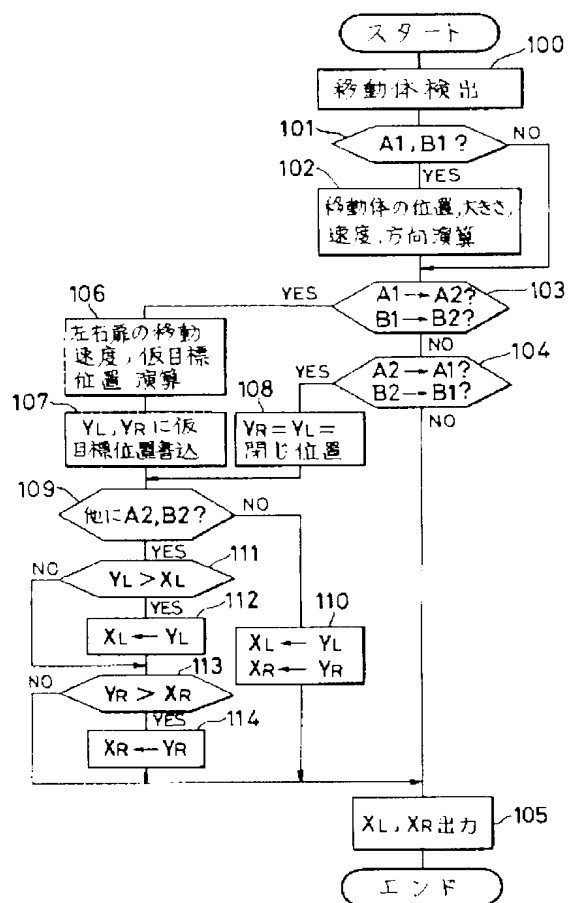 スタート
100
移動体検出
101
A1, B1 ?
NO
102
YES
移動体の位置, 大きさ,
速度, 方向演算
103
A1→A2?
B1→B2?
YES
NO
106
左右扉の移動
速度, 仮目標
位置 演算
104
A2→A1?
B2→B1?
YES
NO
107
YL, YRに仮
目標位置書込
108
YR=YL=
閉じ位置
109
他にA2, B2?
NO
YES
111
YL > XL
NO
YES
112
XL ← YL
110
XL ← YL
XR ← YR
113
YR > XR
NO
YES
114
XR ← YR
XL, XR 出力
105
エンド